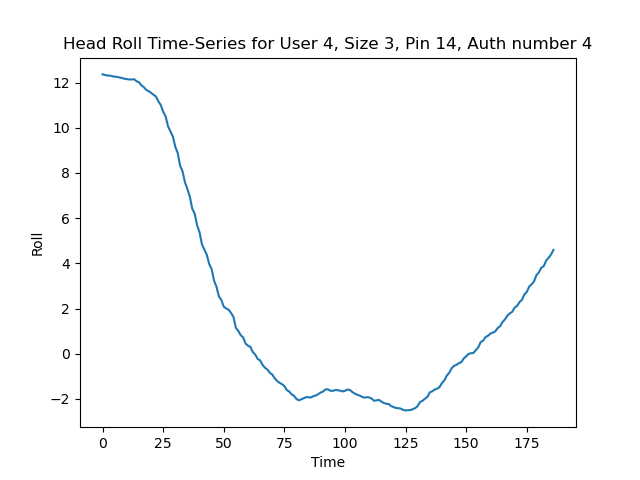 Head Roll Time-Series for User 4, Size 3, Pin 14, Auth number 4
12
10
8
6
4
2
0
−2
Roll
0 25 50 75 100 125 150 175
Time